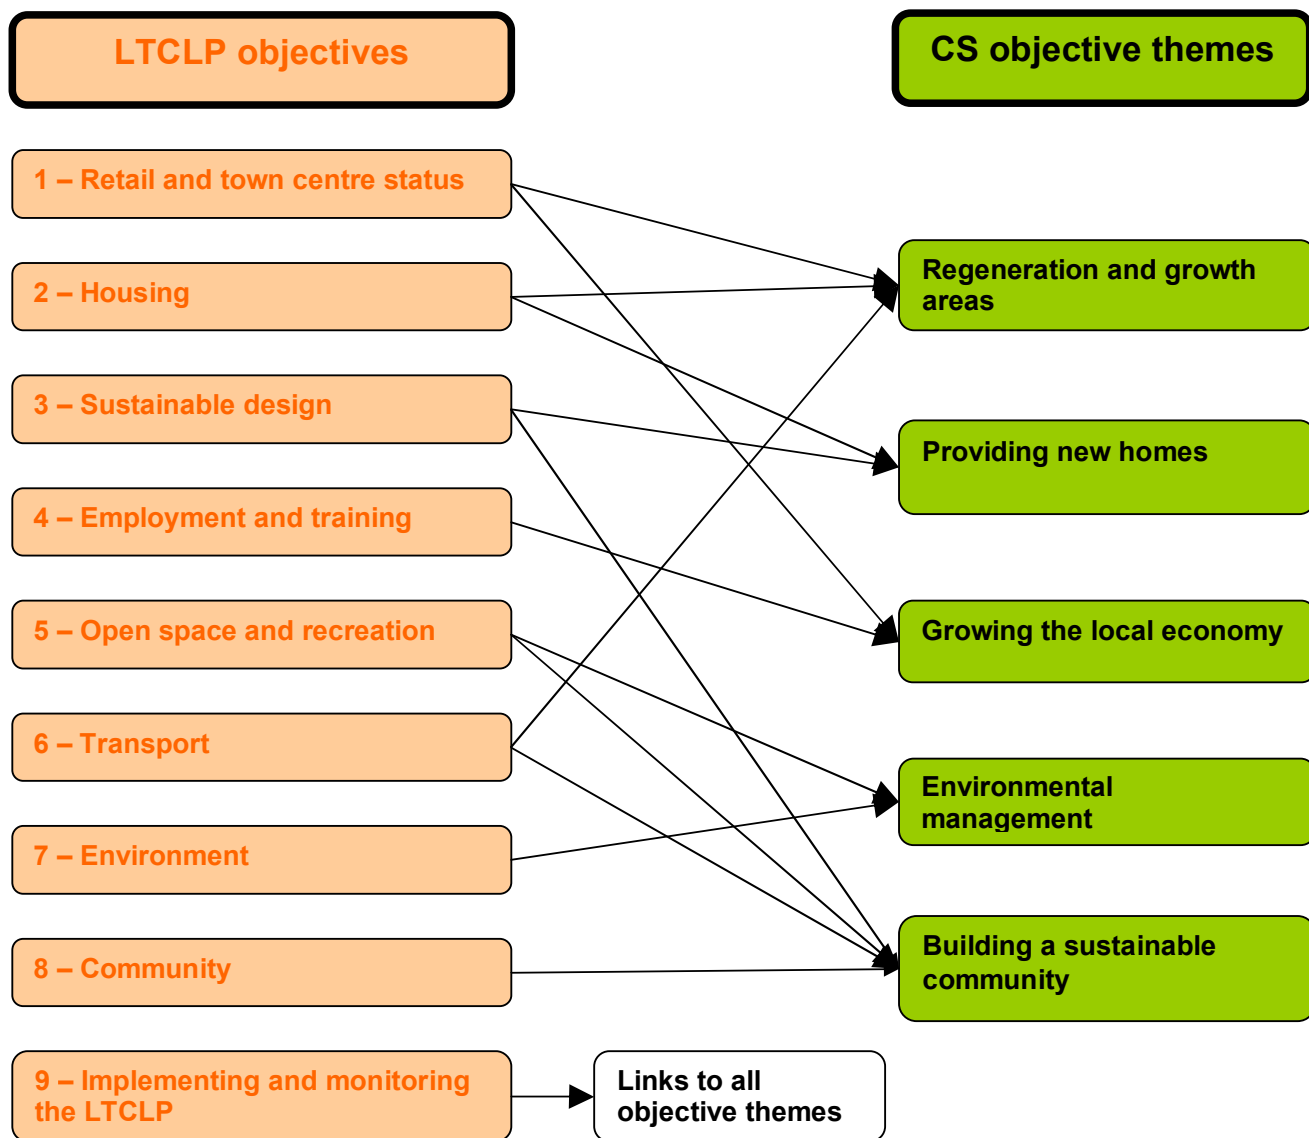 LTCLP objectives
CS objective themes
1 – Retail and town centre status
2 – Housing
3 – Sustainable design
4 – Employment and training
5 – Open space and recreation
6 – Transport
7 – Environment
8 – Community
9 – Implementing and monitoring
the LTCLP
Links to all
objective themes
Regeneration and growth
areas
Providing new homes
Growing the local economy
Environmental
management
Building a sustainable
community